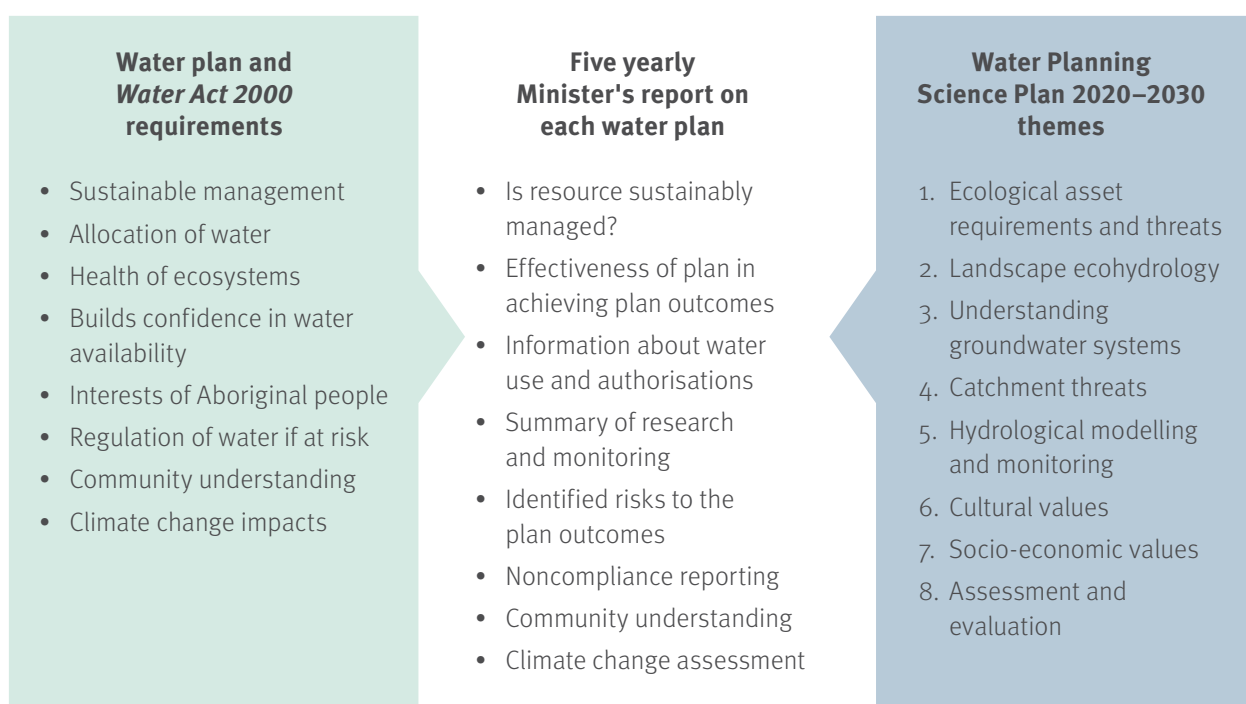 Water plan and
Water Act 2000
requirements
• Sustainable management
• Allocation of water
• Health of ecosystems
• Builds confidence in water
availability
• Interests of Aboriginal people
• Regulation of water if at risk
• Community understanding
• Climate change impacts
Five yearly
Minister's report on
each water plan
• Is resource sustainably
managed?
• Effectiveness of plan in
achieving plan outcomes
• Information about water
use and authorisations
• Summary of research
and monitoring
• Identified risks to the
plan outcomes
• Noncompliance reporting
• Community understanding
• Climate change assessment
Water Planning
Science Plan 2020–2030
themes
1. Ecological asset
requirements and threats
2. Landscape ecohydrology
3. Understanding
groundwater systems
4. Catchment threats
5. Hydrological modelling
and monitoring
6. Cultural values
7. Socio-economic values
8. Assessment and
evaluation